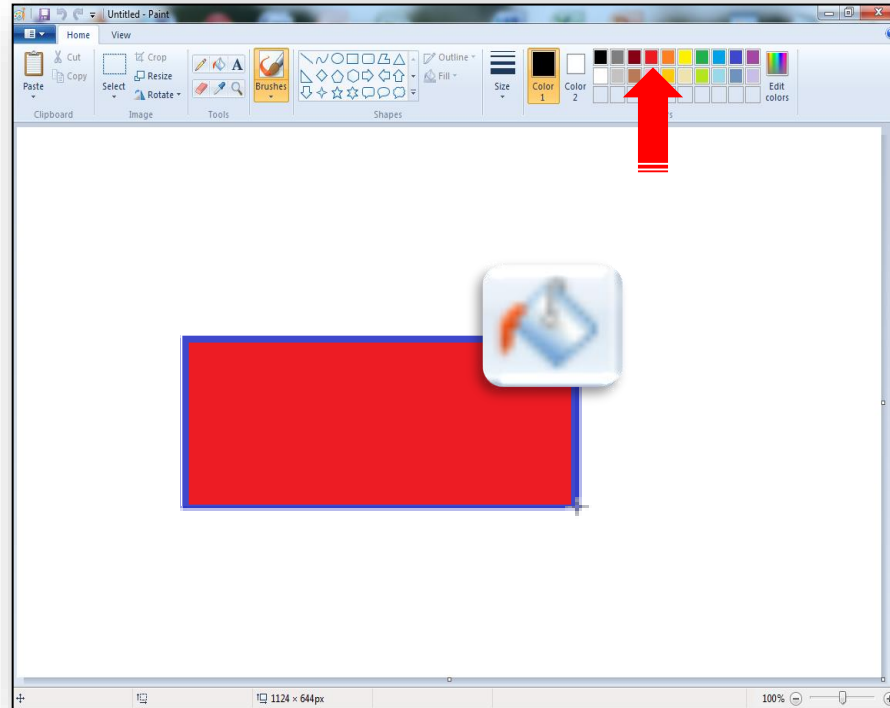 Untitled - Paint
Home View
Cut
Copy
Paste
Clipboard
Select
Crop
Resize
Rotate
Image
A
Tools
Brushes
Shapes
Outline
Fill
Size
Color 1
Color 2
Edit colors
1124 × 644px
100%